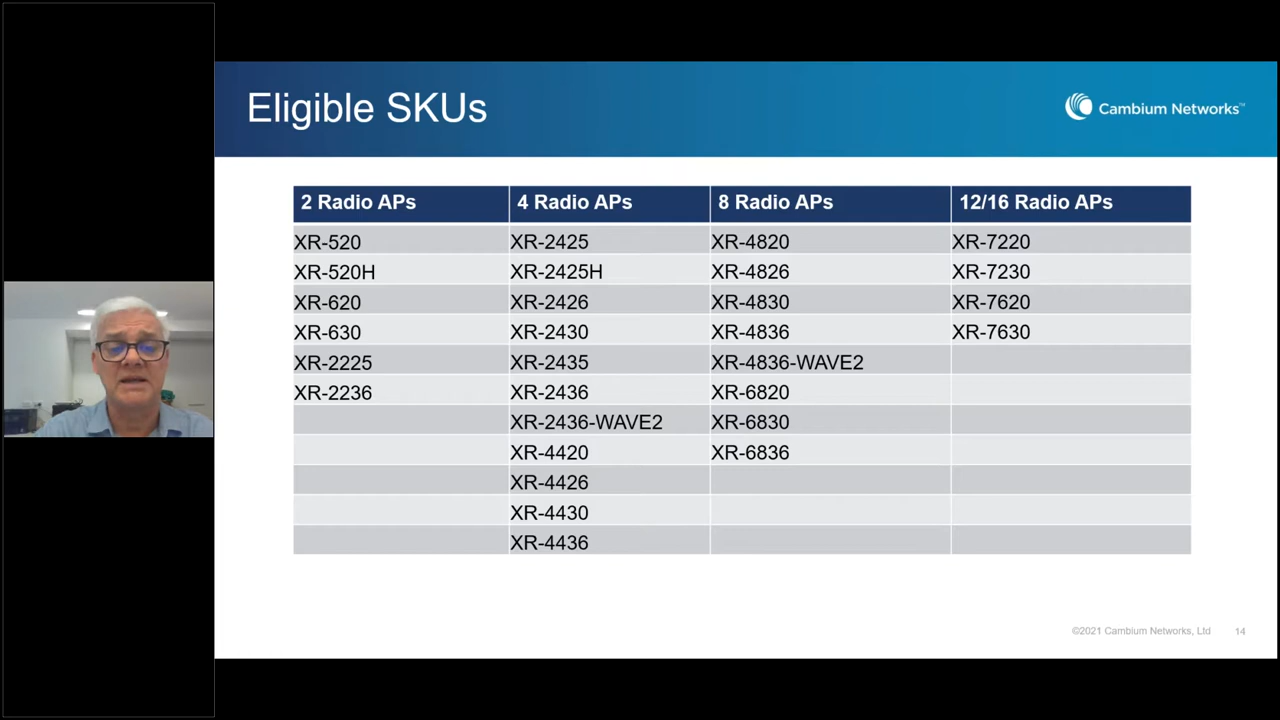 Eligible SKUs
Cambium Networks™
2 Radio APs 4 Radio APs 8 Radio APs 12/16 Radio APs
XR-520 XR-2425 XR-4820 XR-7220
XR-520H XR-2425H XR-4826 XR-7230
XR-620 XR-2426 XR-4830 XR-7620
XR-630 XR-2430 XR-4836 XR-7630
XR-2225 XR-2435 XR-4836-WAVE2
XR-2236 XR-2436 XR-6820
XR-2436-WAVE2 XR-6830
XR-4420 XR-6836
XR-4426
XR-4430
XR-4436
©2021 Cambium Networks, Ltd 14